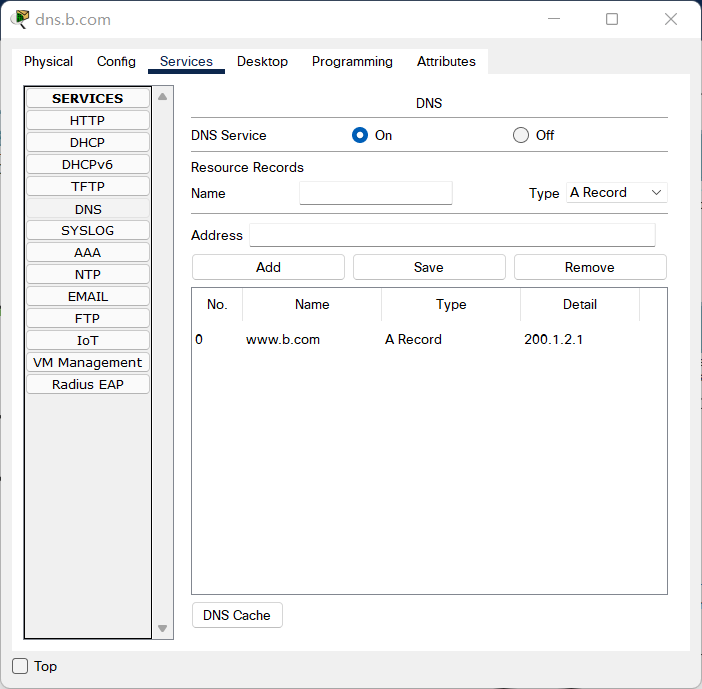 dns.b.com
Physical Config Services Desktop Programming Attributes
SERVICES
HTTP
DHCP
DHCPv6
TFTP
DNS
SYSLOG
AAA
NTP
EMAIL
FTP
IoT
VM Management
Radius EAP
DNS
DNS Service On Off
Resource Records
Name Type A Record
Address
Add Save Remove
No. Name Type Detail
0 www.b.com A Record 200.1.2.1
DNS Cache
Top